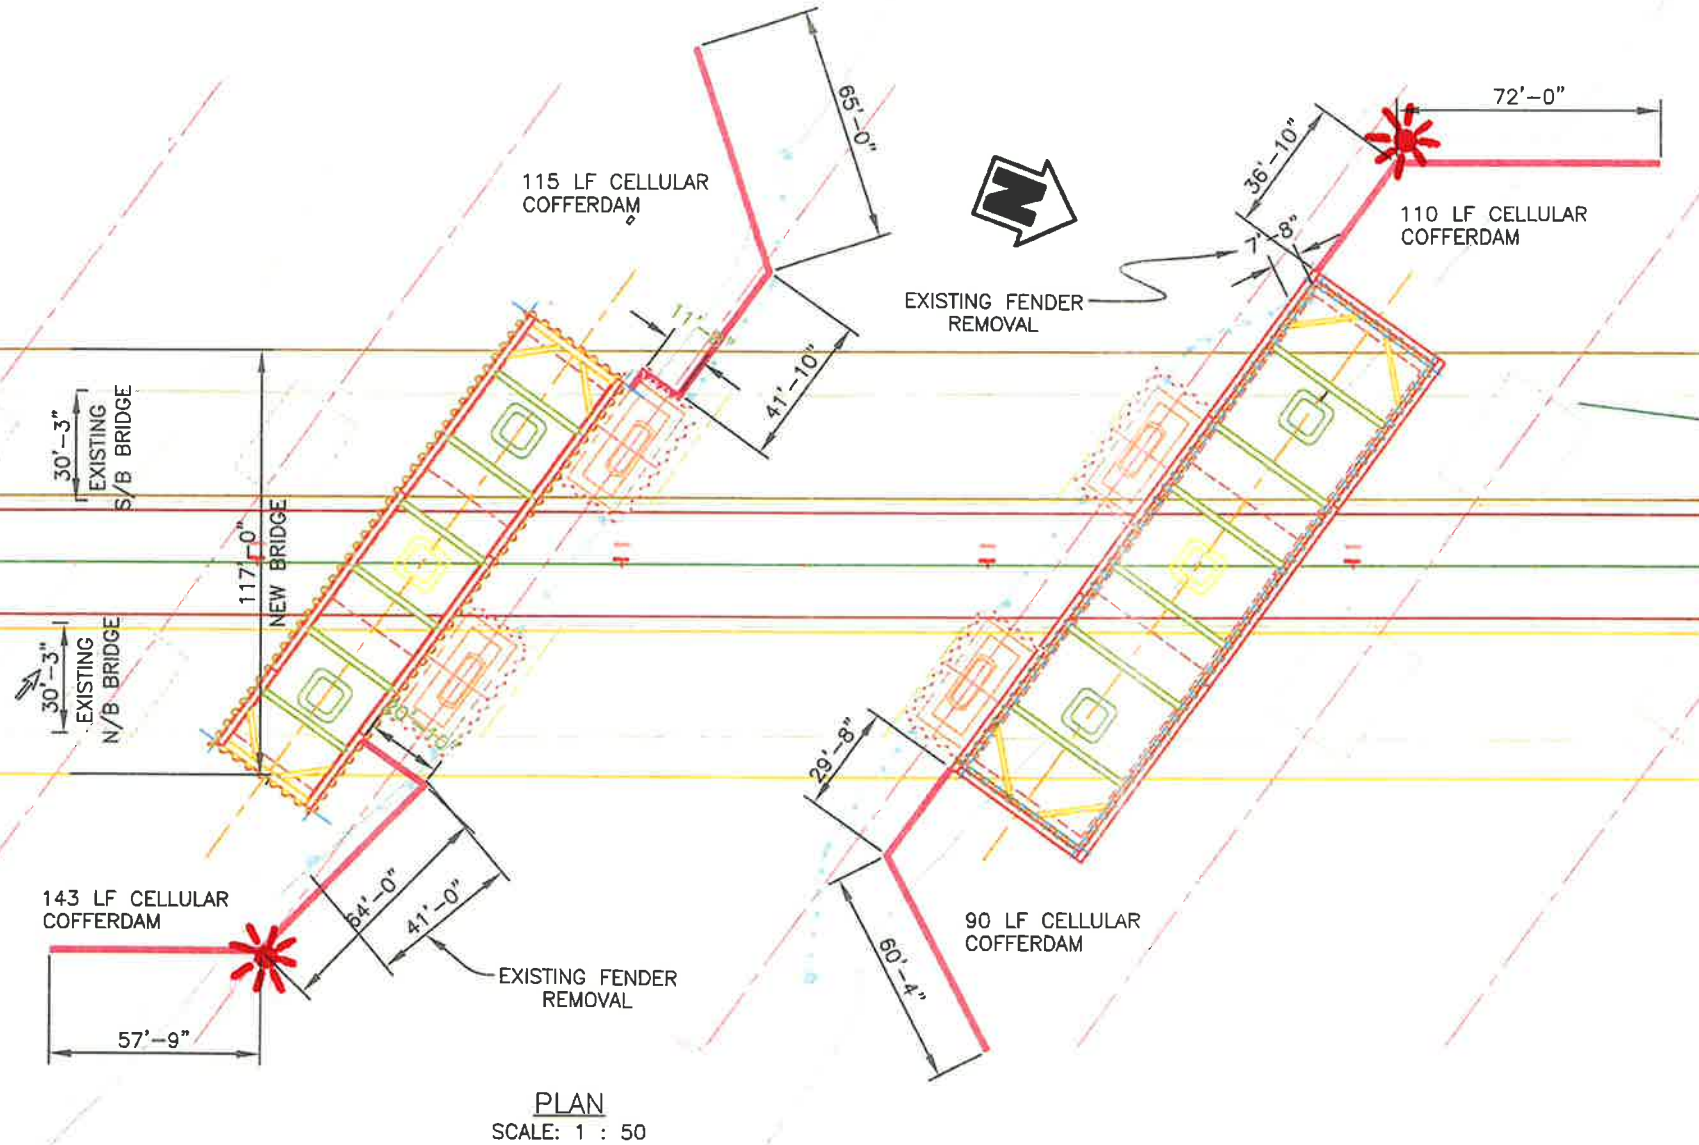 65'-0"
72'-0"
115 LF CELLULAR
COFFERDAM
N
36'-10"
7'-8"
110 LF CELLULAR
COFFERDAM
EXISTING FENDER
REMOVAL
11'-
41'-10"
30'-3"
EXISTING
S/B BRIDGE
117'-0"
NEW BRIDGE
30'-3"
EXISTING
N/B BRIDGE
29'-8"
64'-0"
41'-0"
143 LF CELLULAR
COFFERDAM
90 LF CELLULAR
COFFERDAM
60'-4"
EXISTING FENDER
REMOVAL
57'-9"
PLAN
SCALE: 1 : 50